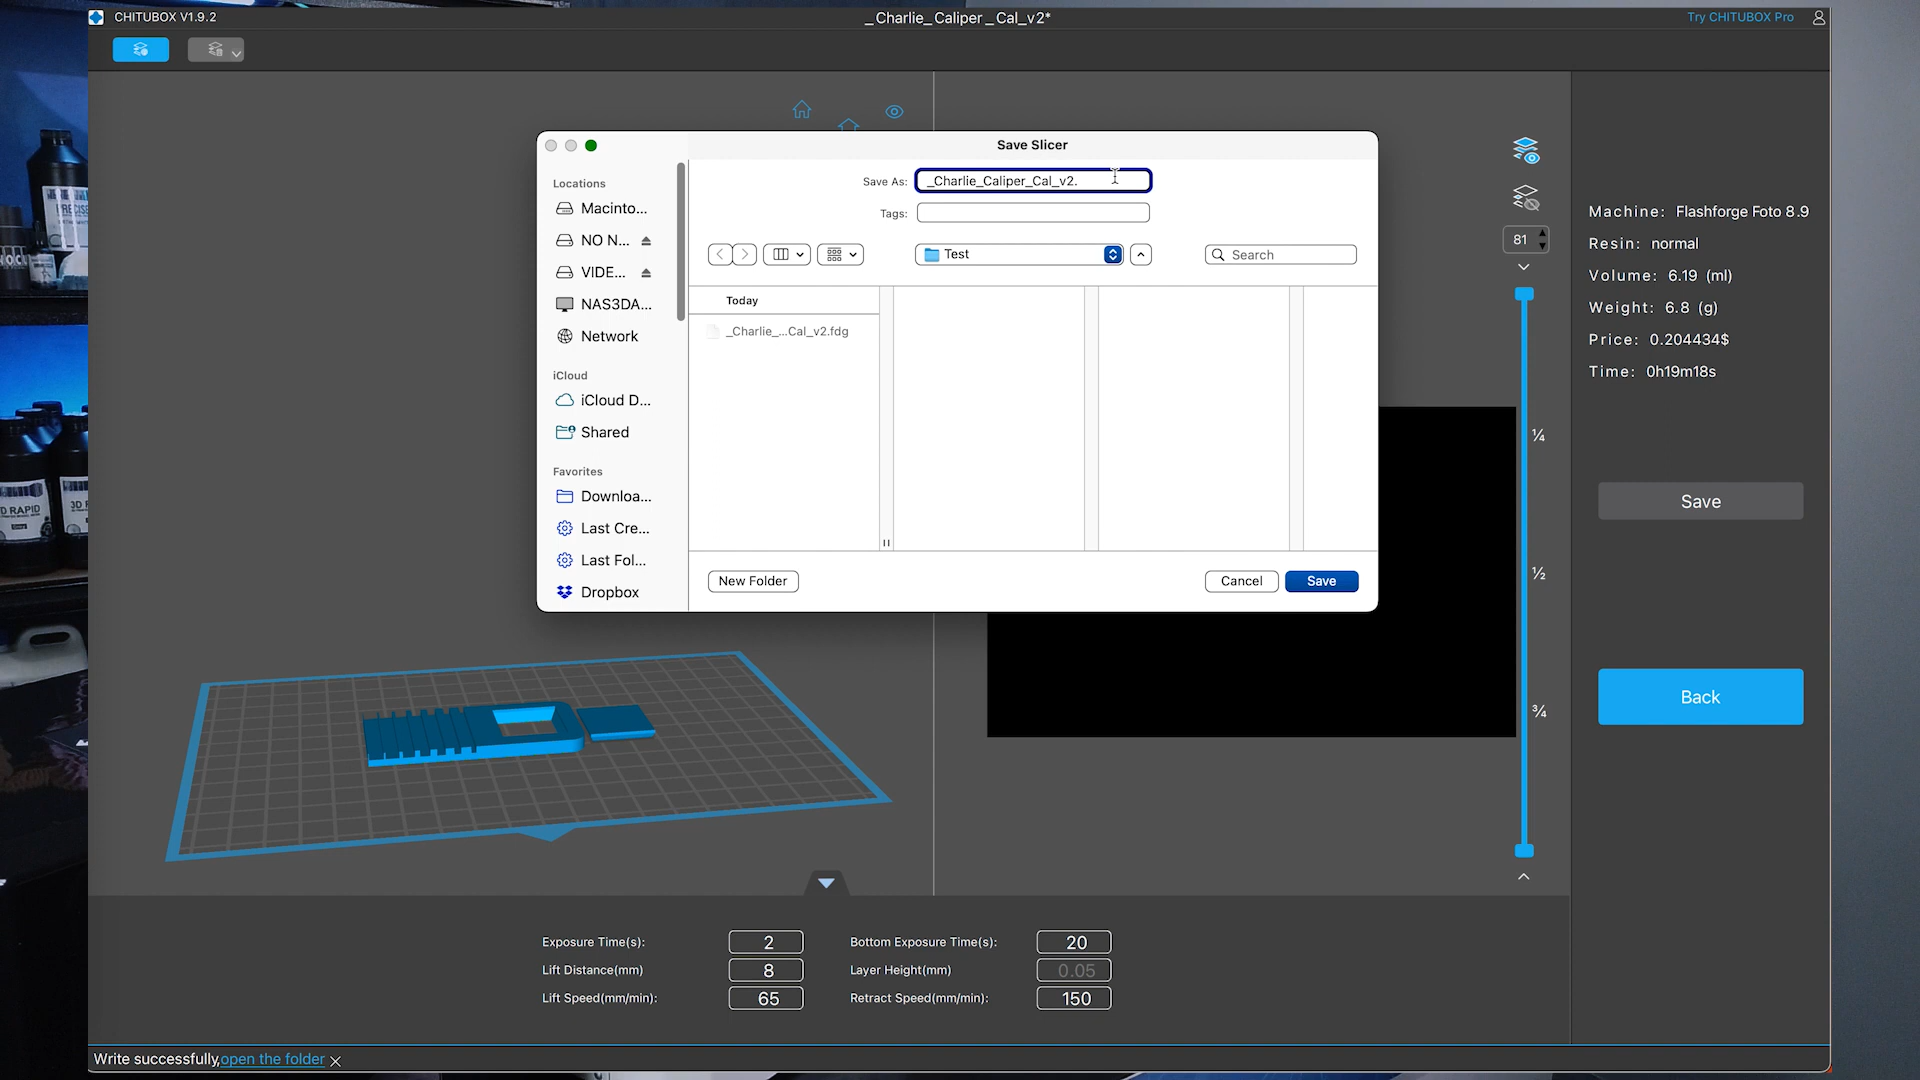 CHITUBOX V1.9.2
_Charlie_Caliper_Cal_v2*
Try CHITUBOX Pro
Save Slicer
Save As: _Charlie_Caliper_Cal_v2.
Tags:
Test
Search
Locations
Macinto...
NO N...
VIDE...
NAS3DA...
Network
iCloud
iCloud D...
Shared
Favorites
Downloa...
Last Cre...
Last Fol...
Dropbox
Today
_Charlie_...Cal_v2.fdg
New Folder
Cancel
Save
81
¼
½
¾
Machine: Flashforge Foto 8.9
Resin: normal
Volume: 6.19 (ml)
Weight: 6.8 (g)
Price: 0.204434$
Time: 0h19m18s
Save
Back
Exposure Time(s): 2
Bottom Exposure Time(s): 20
Lift Distance(mm) 8
Layer Height(mm) 0.05
Lift Speed(mm/min): 65
Retract Speed(mm/min): 150
Write successfully,open the folder
RAPID